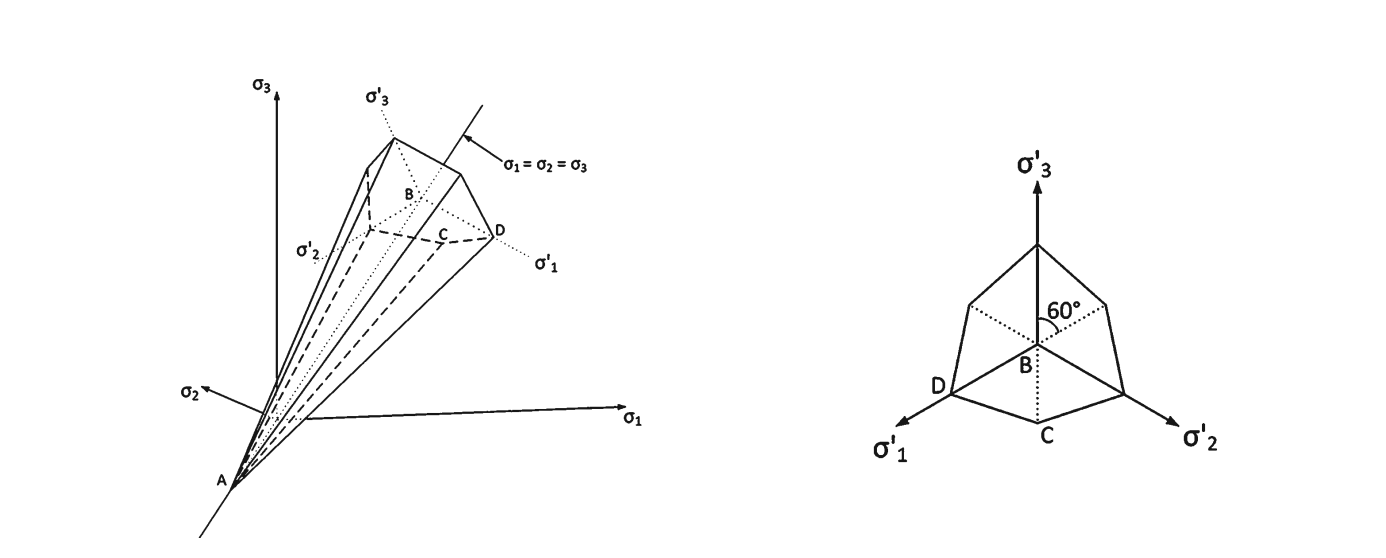 σ₃
σ'₃
σ₁ = σ₂ = σ₃
B
C
D
σ'₂
σ'₁
σ₂
σ₁
A
σ'₃
60°
B
D
C
σ'₁
σ'₂